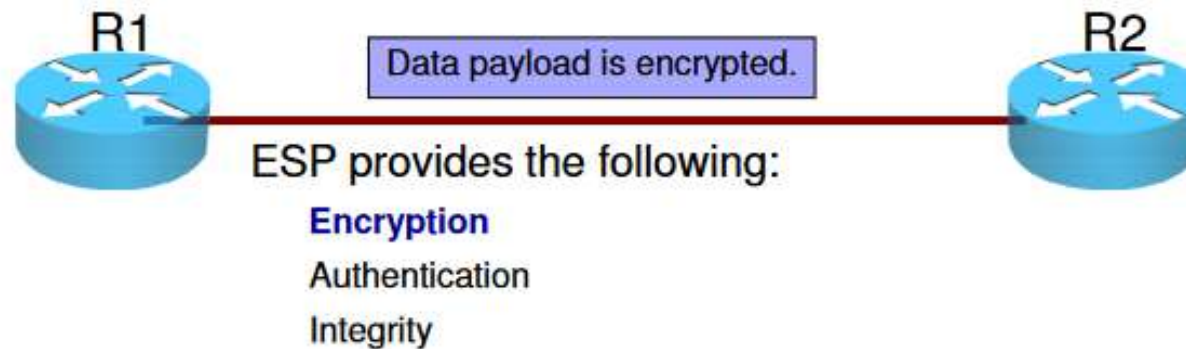 R1
R2
Data payload is encrypted.
ESP provides the following:
Encryption
Authentication
Integrity